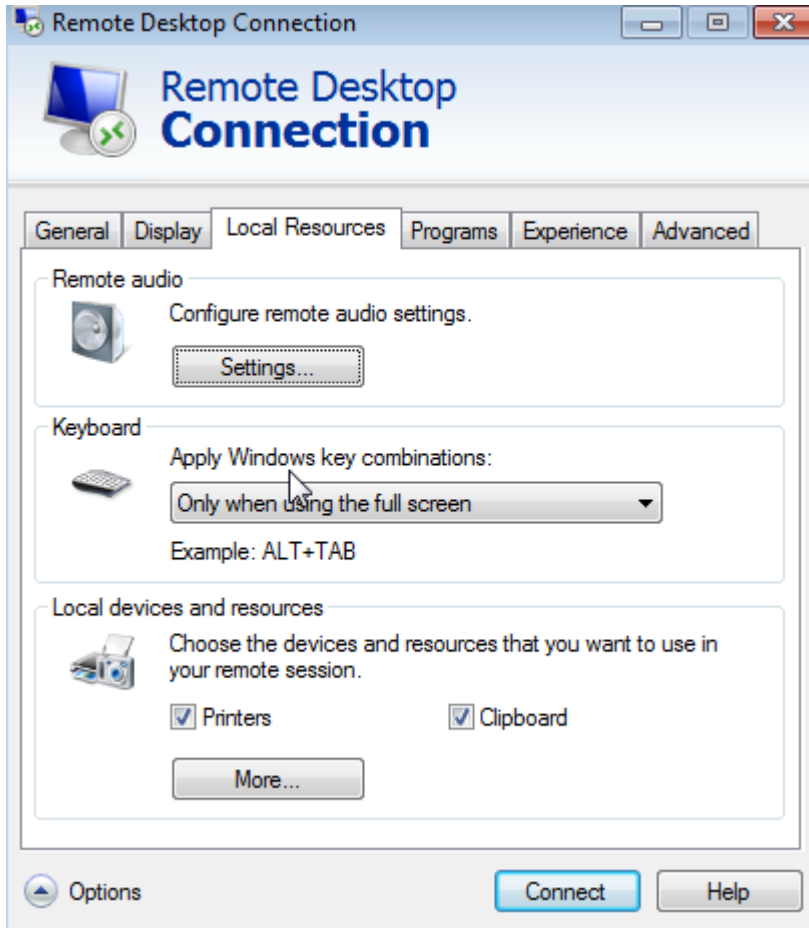 Remote Desktop Connection
Remote Desktop
Connection
General Display Local Resources Programs Experience Advanced
Remote audio
Configure remote audio settings.
Settings...
Keyboard
Apply Windows key combinations:
Only when using the full screen
Example: ALT+TAB
Local devices and resources
Choose the devices and resources that you want to use in
your remote session.
Printers Clipboard
More...
Options Connect Help